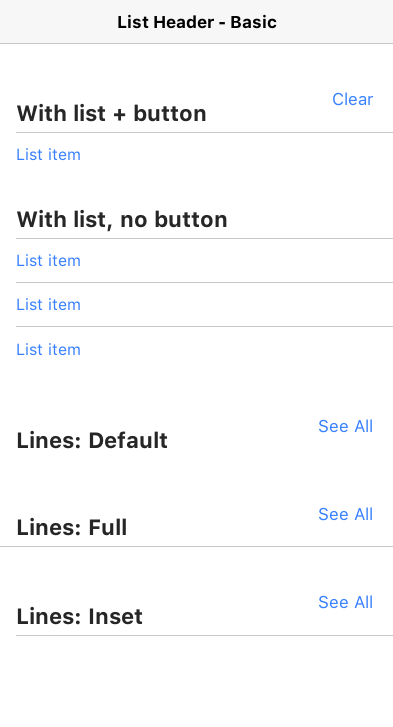 List Header - Basic
With list + button
Clear
List item
With list, no button
List item
List item
List item
Lines: Default
See All
Lines: Full
See All
Lines: Inset
See All